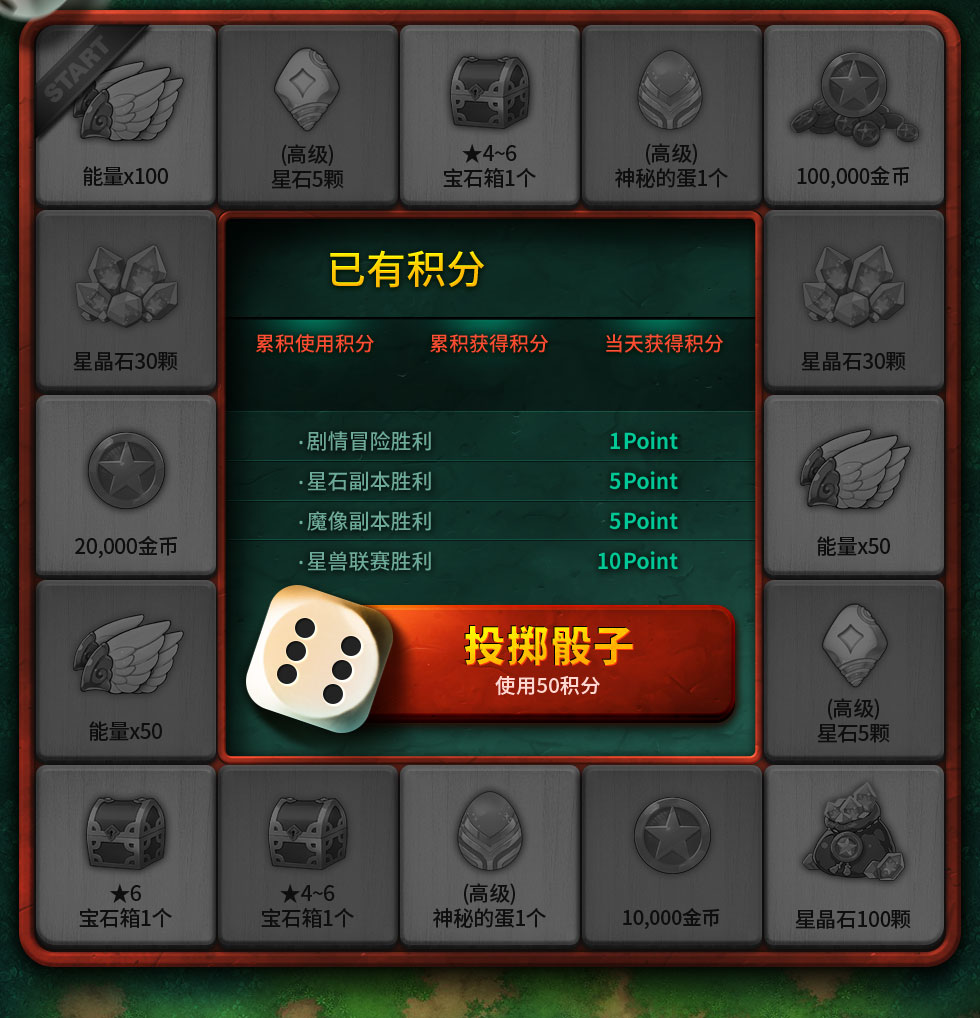 START
能量x100
(高级)
星石5颗
★4~6
宝石箱1个
(高级)
神秘的蛋1个
100,000金币
星晶石30颗
已有积分
星晶石30颗
累积使用积分
累积获得积分
当天获得积分
20,000金币
·剧情冒险胜利 1Point
·星石副本胜利 5Point
·魔像副本胜利 5Point
·星兽联赛胜利 10Point
能量x50
能量x50
投掷骰子
使用50积分
(高级)
星石5颗
★6
宝石箱1个
★4~6
宝石箱1个
(高级)
神秘的蛋1个
10,000金币
星晶石100颗